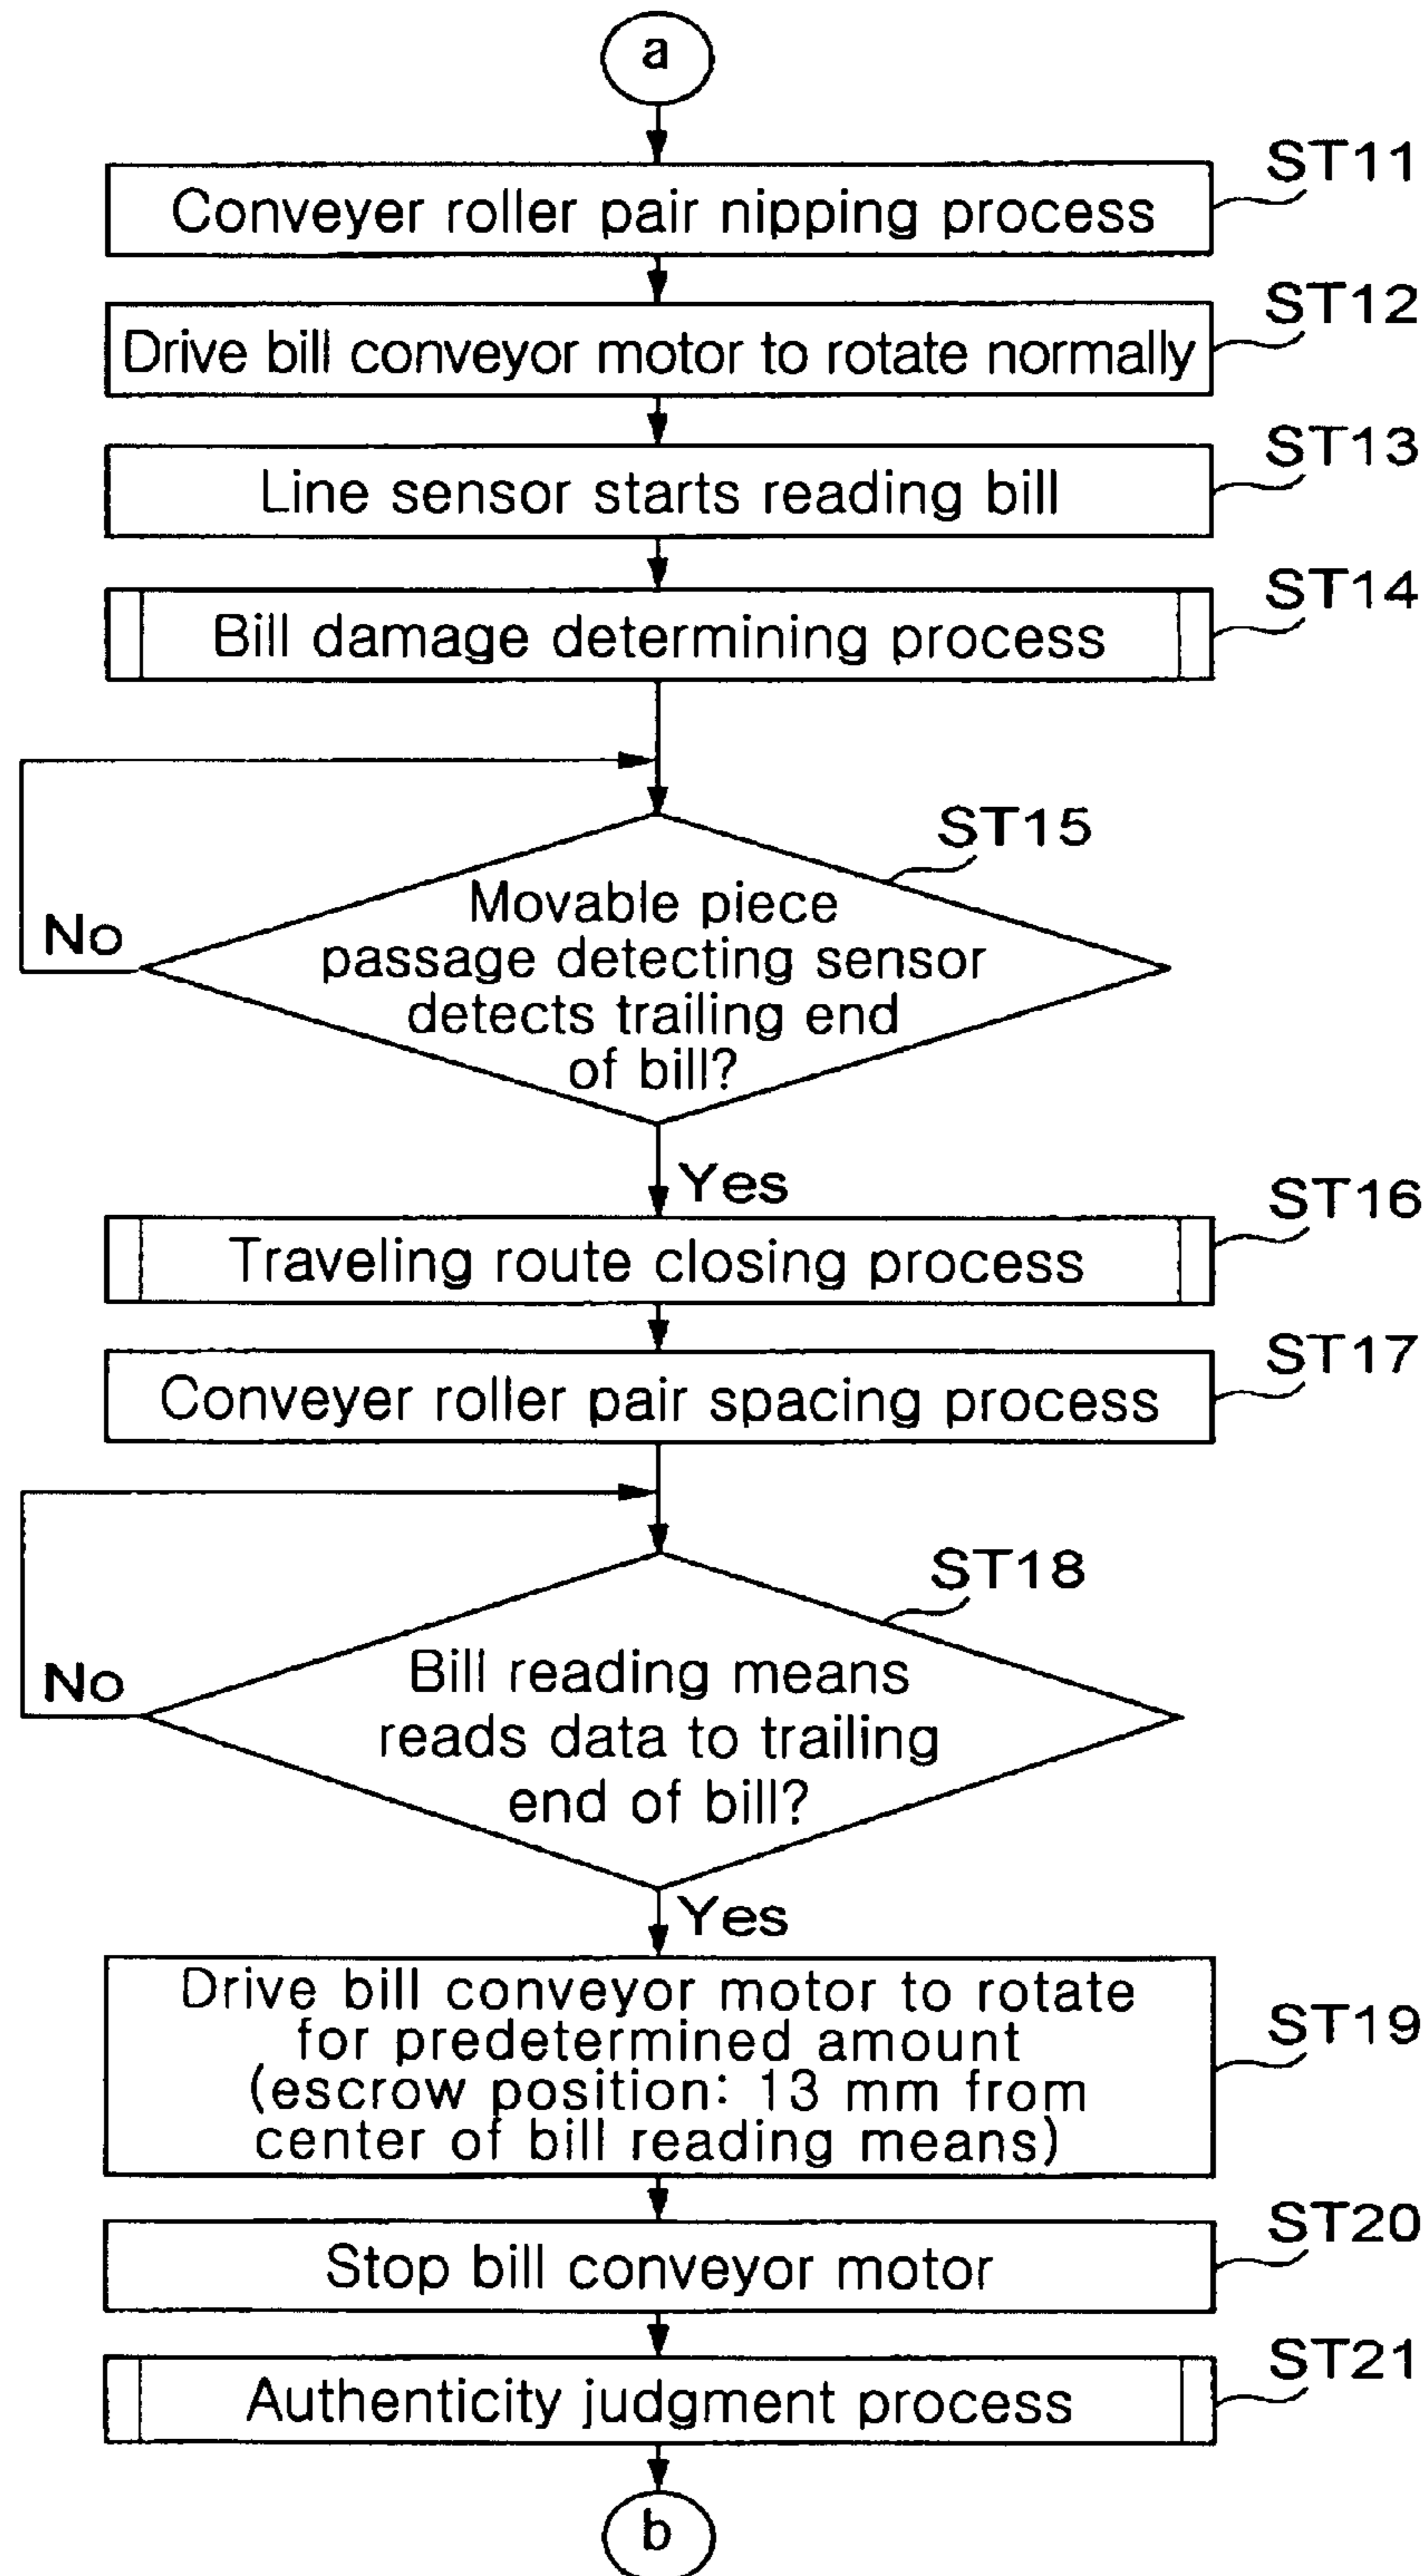 a
ST11
Conveyer roller pair nipping process
ST12
Drive bill conveyor motor to rotate normally
ST13
Line sensor starts reading bill
ST14
Bill damage determining process
ST15
Movable piece
passage detecting sensor
detects trailing end
of bill?
No
Yes
ST16
Traveling route closing process
ST17
Conveyer roller pair spacing process
ST18
Bill reading means
reads data to trailing
end of bill?
No
Yes
ST19
Drive bill conveyor motor to rotate
for predetermined amount
(escrow position: 13 mm from
center of bill reading means)
ST20
Stop bill conveyor motor
ST21
Authenticity judgment process
b